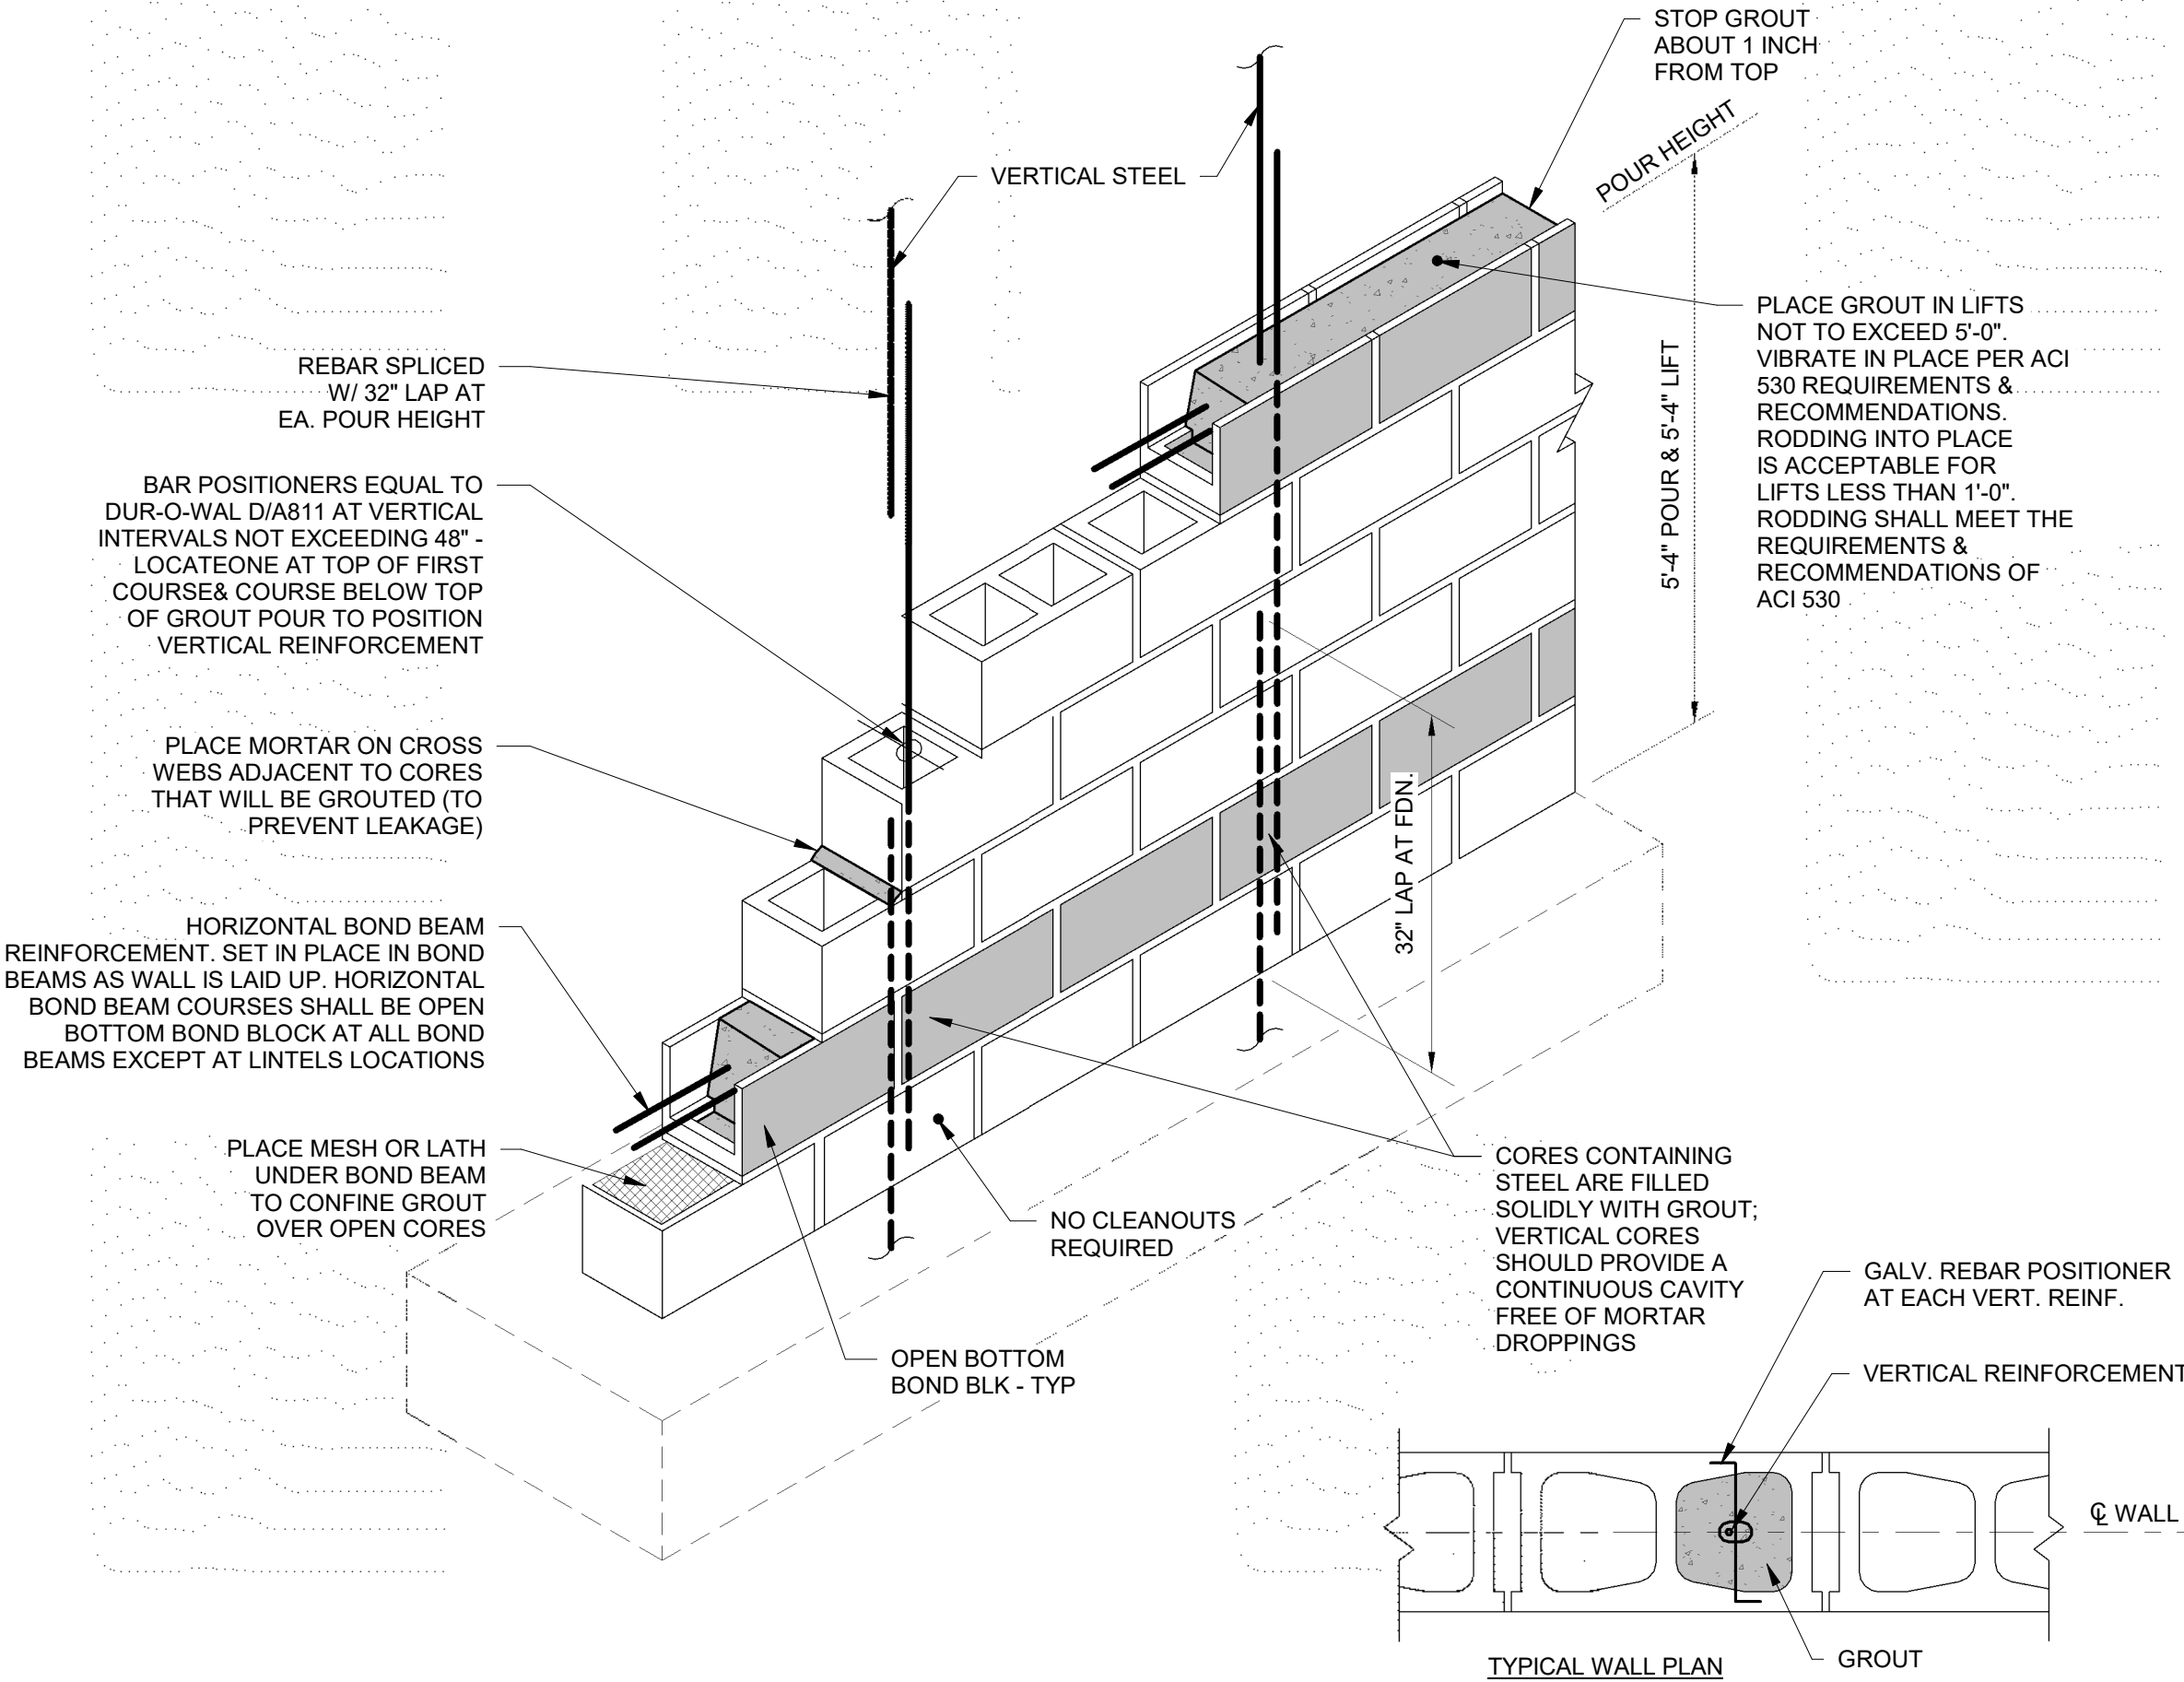 STOP GROUT
ABOUT 1 INCH
FROM TOP
POUR HEIGHT
VERTICAL STEEL
PLACE GROUT IN LIFTS
NOT TO EXCEED 5'-0".
VIBRATE IN PLACE PER ACI
530 REQUIREMENTS &
RECOMMENDATIONS.
RODDING INTO PLACE
IS ACCEPTABLE FOR
LIFTS LESS THAN 1'-0".
RODDING SHALL MEET THE
REQUIREMENTS &
RECOMMENDATIONS OF
ACI 530
5'-4" POUR & 5'-4" LIFT
REBAR SPLICED
W/ 32" LAP AT
EA. POUR HEIGHT
BAR POSITIONERS EQUAL TO
DUR-O-WAL D/A811 AT VERTICAL
INTERVALS NOT EXCEEDING 48" -
LOCATEONE AT TOP OF FIRST
COURSE& COURSE BELOW TOP
OF GROUT POUR TO POSITION
VERTICAL REINFORCEMENT
PLACE MORTAR ON CROSS
WEBS ADJACENT TO CORES
THAT WILL BE GROUTED (TO
PREVENT LEAKAGE)
32" LAP AT FDN.
HORIZONTAL BOND BEAM
REINFORCEMENT. SET IN PLACE IN BOND
BEAMS AS WALL IS LAID UP. HORIZONTAL
BOND BEAM COURSES SHALL BE OPEN
BOTTOM BOND BLOCK AT ALL BOND
BEAMS EXCEPT AT LINTELS LOCATIONS
PLACE MESH OR LATH
UNDER BOND BEAM
TO CONFINE GROUT
OVER OPEN CORES
NO CLEANOUTS
REQUIRED
CORES CONTAINING
STEEL ARE FILLED
SOLIDLY WITH GROUT;
VERTICAL CORES
SHOULD PROVIDE A
CONTINUOUS CAVITY
FREE OF MORTAR
DROPPINGS
OPEN BOTTOM
BOND BLK - TYP
GALV. REBAR POSITIONER
AT EACH VERT. REINF.
VERTICAL REINFORCEMENT
℄ WALL
GROUT
TYPICAL WALL PLAN